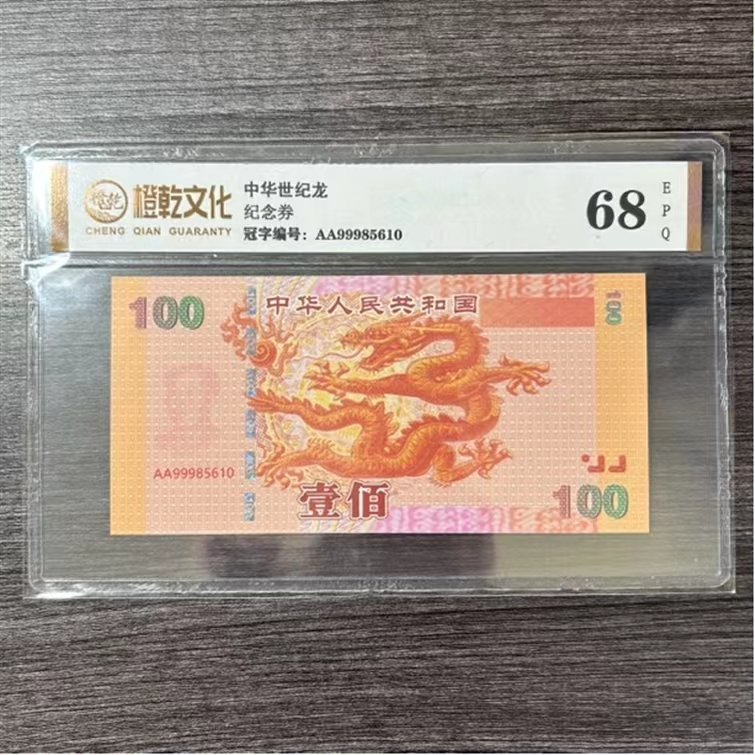 橙乾文化
CHENG QIAN GUARANTY
中华世纪龙
纪念券
冠字编号：AA99985610
68
EPQ
100
中华人民共和国
100
AA99985610
壹佰
100